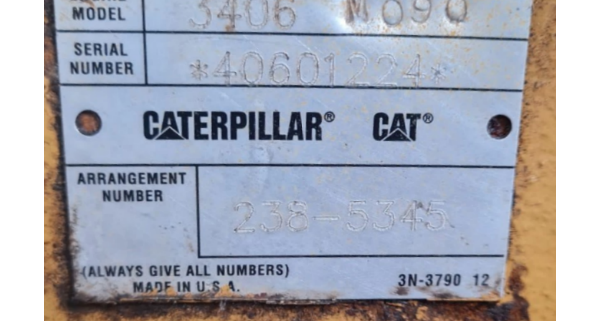 MODEL
3406 M090
SERIAL
NUMBER
*40601224*
CATERPILLAR® CAT®
ARRANGEMENT
NUMBER
238-5345
(ALWAYS GIVE ALL NUMBERS)
MADE IN U.S.A.
3N-3790 12